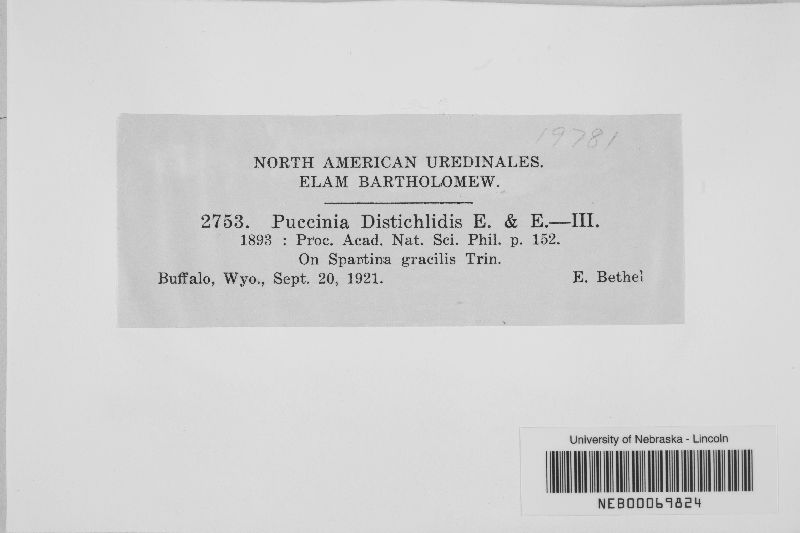 19781
NORTH AMERICAN UREDINALES.
ELAM BARTHOLOMEW.
2753. Puccinia Distichlidis E. & E.—III.
1893 : Proc. Acad. Nat. Sci. Phil. p. 152.
On Spartina gracilis Trin.
Buffalo, Wyo., Sept. 20, 1921. E. Bethel
University of Nebraska - Lincoln
NEB00069824